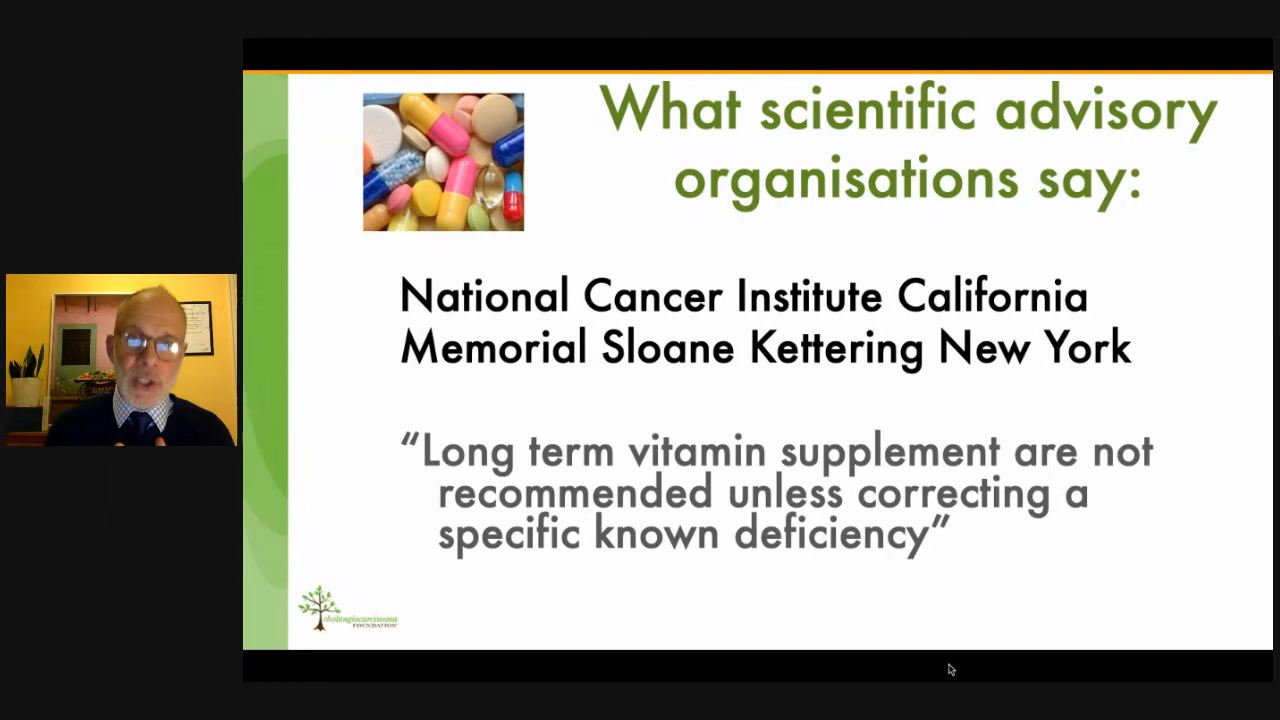 What scientific advisory
organisations say:
National Cancer Institute California
Memorial Sloane Kettering New York
“Long term vitamin supplement are not
recommended unless correcting a
specific known deficiency”
cholangiocarcinoma
FOUNDATION